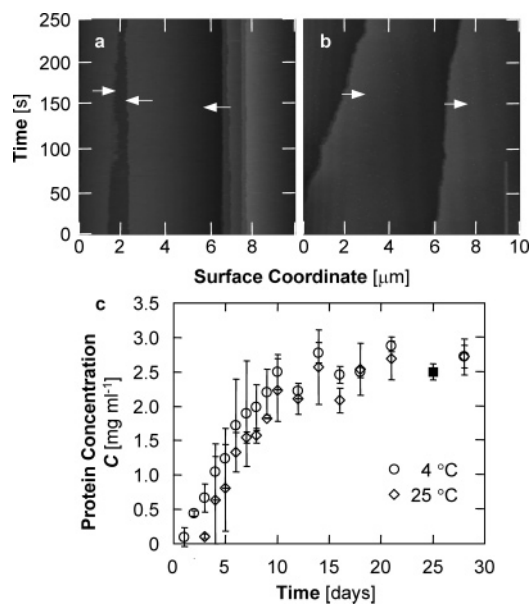 a
b
250
200
150
100
50
0
Time [s]
0 2 4 6 8 0 2 4 6 8 10
Surface Coordinate [μm]
c
3.5
3.0
2.5
2.0
1.5
1.0
0.5
0
Protein Concentration
C [mg ml-1]
4 °C
25 °C
0 5 10 15 20 25 30
Time [days]